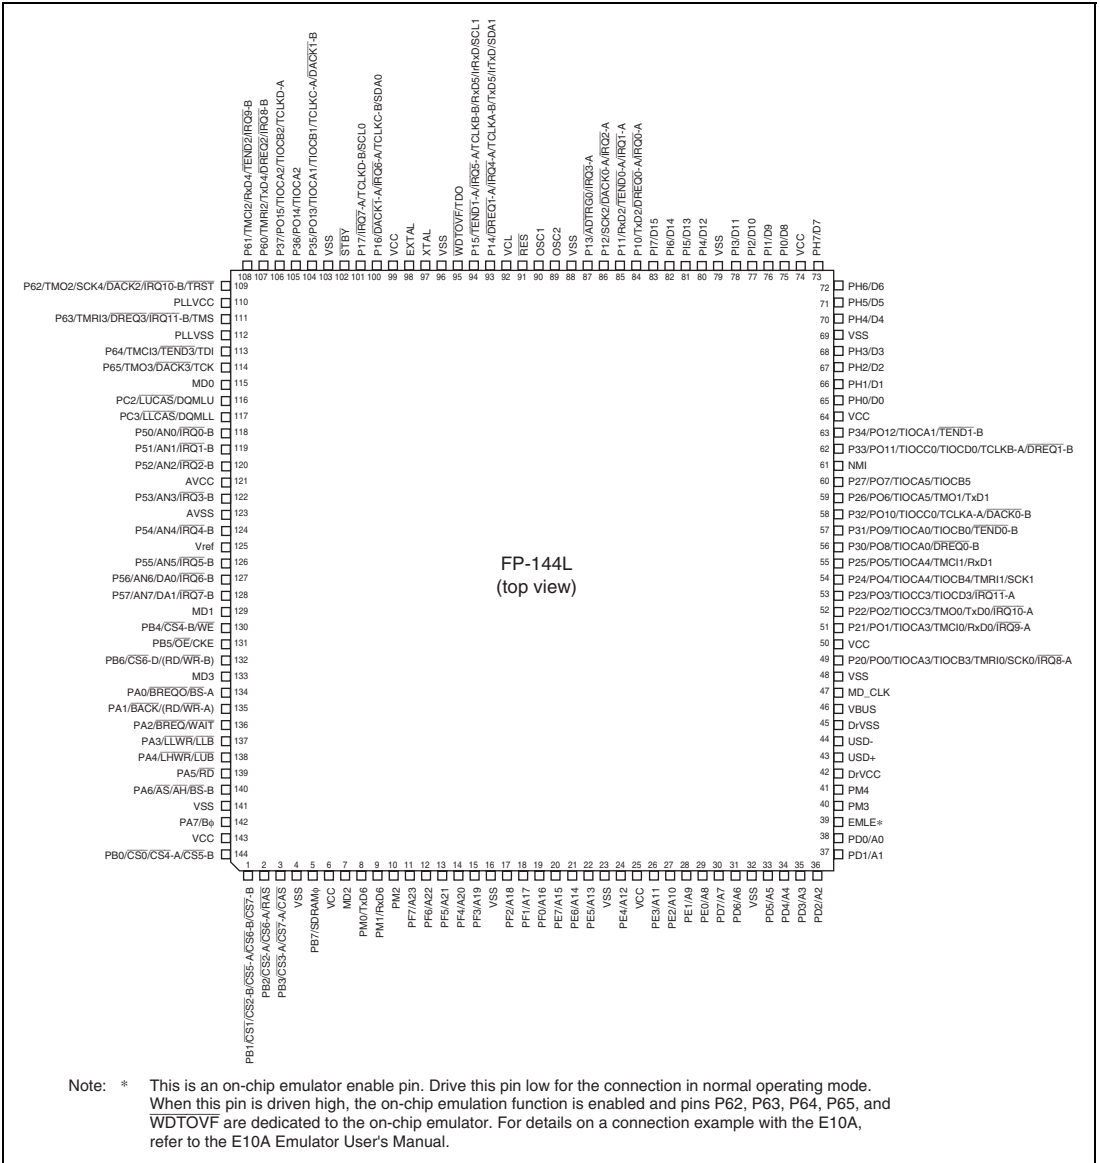 P61/TMCI2/RxD4/TEND2/IRQ9-B
P60/TMRI2/TxD4/DREQ2/IRQ8-B
P37/PO15/TIOCA2/TIOCB2/TCLKD-A
P36/PO14/TIOCA2
P35/PO13/TIOCA1/TIOCB1/TCLKC-A/DACK1-B
VSS
STBY
P17/IRQ7-A/TCLKD-B/SCL0
P16/DACK1-A/IRQ6-A/TCLKC-B/SDA0
VCC
EXTAL
XTAL
VSS
WDTOVF/TDO
P15/TEND1-A/IRQ5-A/TCLKB-B/RxD5/IrRxD/SCL1
P14/DREQ1-A/IRQ4-A/TCLKA-B/TxD5/IrTxD/SDA1
VCL
RES
OSC1
OSC2
VSS
P13/ADTRG0/IRQ3-A
P12/SCK2/DACK0-A/IRQ2-A
P11/RxD2/TEND0-A/IRQ1-A
P10/TxD2/DREQ0-A/IRQ0-A
PI7/D15
PI6/D14
PI5/D13
PI4/D12
VSS
PI3/D11
PI2/D10
PI1/D9
PI0/D8
VCC
PH7/D7
108 107 106 105 104 103 102 101 100 99 98 97 96 95 94 93 92 91 90 89 88 87 86 85 84 83 82 81 80 79 78 77 76 75 74 73
P62/TMO2/SCK4/DACK2/IRQ10-B/TRST 109
PLLVCC 110
P63/TMRI3/DREQ3/IRQ11-B/TMS 111
PLLVSS 112
P64/TMCI3/TEND3/TDI 113
P65/TMO3/DACK3/TCK 114
MD0 115
PC2/LUCAS/DQMLU 116
PC3/LLCAS/DQMLL 117
P50/AN0/IRQ0-B 118
P51/AN1/IRQ1-B 119
P52/AN2/IRQ2-B 120
AVCC 121
P53/AN3/IRQ3-B 122
AVSS 123
P54/AN4/IRQ4-B 124
Vref 125
P55/AN5/IRQ5-B 126
P56/AN6/DA0/IRQ6-B 127
P57/AN7/DA1/IRQ7-B 128
MD1 129
PB4/CS4-B/WE 130
PB5/OE/CKE 131
PB6/CS6-D/(RD/WR-B) 132
MD3 133
PA0/BREQO/BS-A 134
PA1/BACK/(RD/WR-A) 135
PA2/BREQ/WAIT 136
PA3/LLWR/LLB 137
PA4/LHWR/LUB 138
PA5/RD 139
PA6/AS/AH/BS-B 140
VSS 141
PA7/Bφ 142
VCC 143
PB0/CS0/CS4-A/CS5-B 144
FP-144L
(top view)
72 PH6/D6
71 PH5/D5
70 PH4/D4
69 VSS
68 PH3/D3
67 PH2/D2
66 PH1/D1
65 PH0/D0
64 VCC
63 P34/PO12/TIOCA1/TEND1-B
62 P33/PO11/TIOCC0/TIOCD0/TCLKB-A/DREQ1-B
61 NMI
60 P27/PO7/TIOCA5/TIOCB5
59 P26/PO6/TIOCA5/TMO1/TxD1
58 P32/PO10/TIOCC0/TCLKA-A/DACK0-B
57 P31/PO9/TIOCA0/TIOCB0/TEND0-B
56 P30/PO8/TIOCA0/DREQ0-B
55 P25/PO5/TIOCA4/TMCI1/RxD1
54 P24/PO4/TIOCA4/TIOCB4/TMRI1/SCK1
53 P23/PO3/TIOCC3/TIOCD3/IRQ11-A
52 P22/PO2/TIOCC3/TMO0/TxD0/IRQ10-A
51 P21/PO1/TIOCA3/TMCI0/RxD0/IRQ9-A
50 VCC
49 P20/PO0/TIOCA3/TIOCB3/TMRI0/SCK0/IRQ8-A
48 VSS
47 MD_CLK
46 VBUS
45 DrVSS
44 USD-
43 USD+
42 DrVCC
41 PM4
40 PM3
39 EMLE*
38 PD0/A0
37 PD1/A1
1 2 3 4 5 6 7 8 9 10 11 12 13 14 15 16 17 18 19 20 21 22 23 24 25 26 27 28 29 30 31 32 33 34 35 36
PB1/CS1/CS2-B/CS5-A/CS6-B/CS7-B
PB2/CS2-A/CS6-A/RAS
PB3/CS3-A/CS7-A/CAS
VSS
PB7/SDRAMφ
VCC
MD2
PM0/TxD6
PM1/RxD6
PM2
PF7/A23
PF6/A22
PF5/A21
PF4/A20
PF3/A19
VSS
PF2/A18
PF1/A17
PF0/A16
PE7/A15
PE6/A14
PE5/A13
VSS
PE4/A12
VCC
PE3/A11
PE2/A10
PE1/A9
PE0/A8
PD7/A7
PD6/A6
VSS
PD5/A5
PD4/A4
PD3/A3
PD2/A2
Note: * This is an on-chip emulator enable pin. Drive this pin low for the connection in normal operating mode.
When this pin is driven high, the on-chip emulation function is enabled and pins P62, P63, P64, P65, and
WDTOVF are dedicated to the on-chip emulator. For details on a connection example with the E10A,
refer to the E10A Emulator User's Manual.